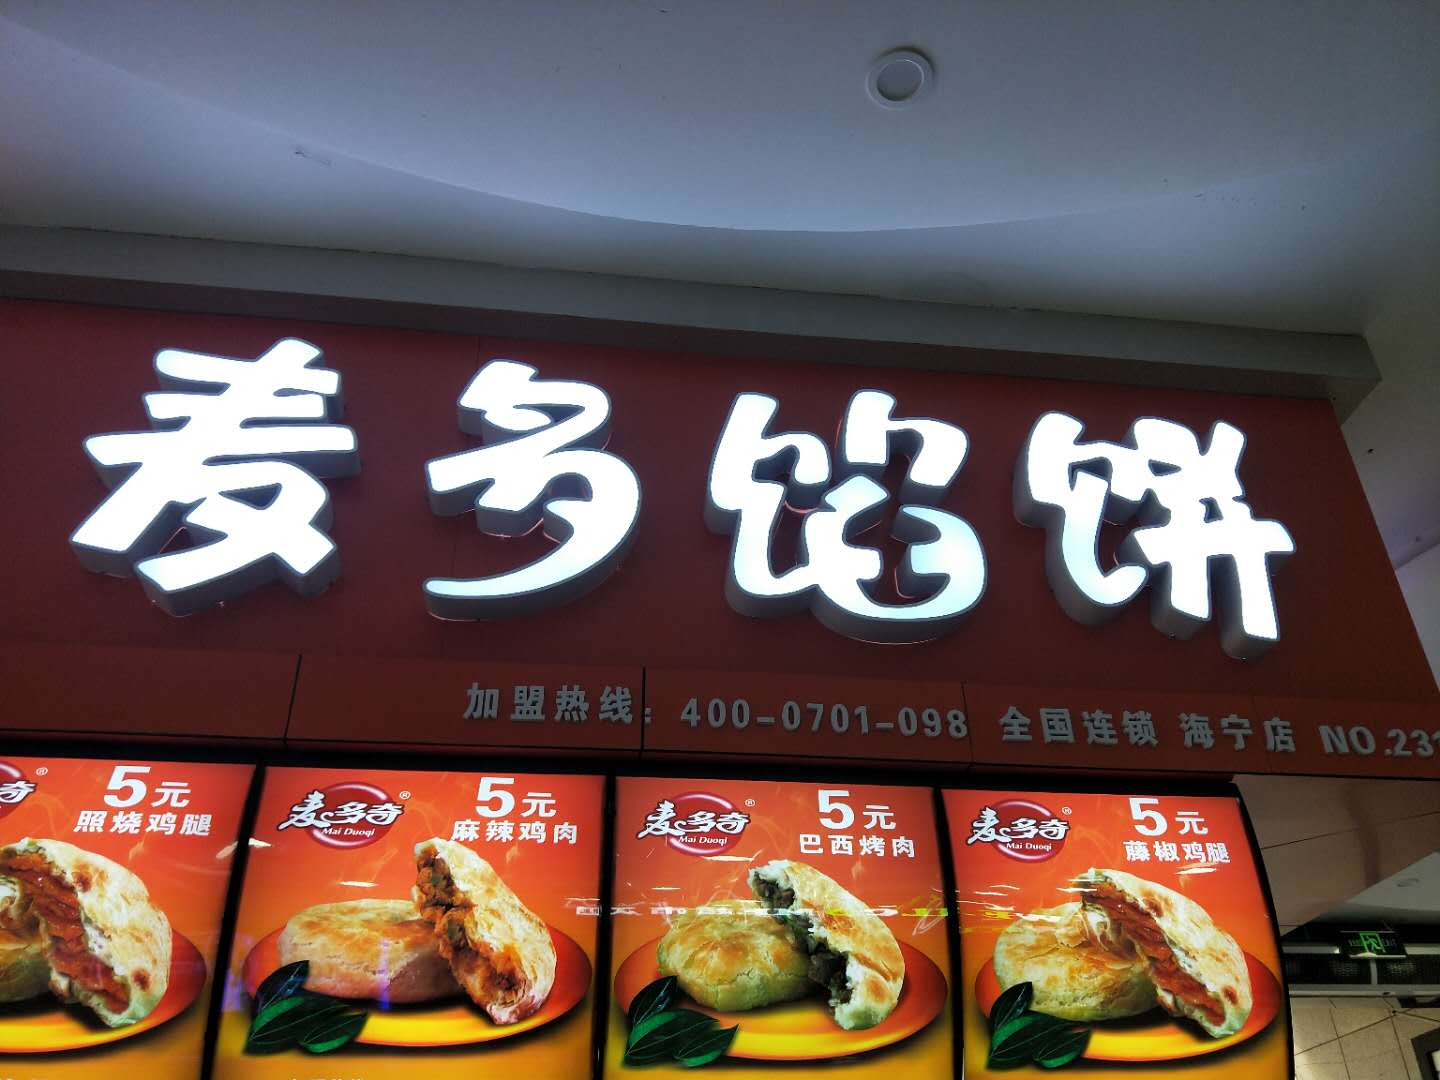 麦多馅饼
加盟热线：400-0701-098 全国连锁 海宁店 NO.231
5元
照烧鸡腿
麦多奇®
Mai Duoqi
5元
麻辣鸡肉
麦多奇®
Mai Duoqi
5元
巴西烤肉
麦多奇®
Mai Duoqi
5元
藤椒鸡腿
EXIT